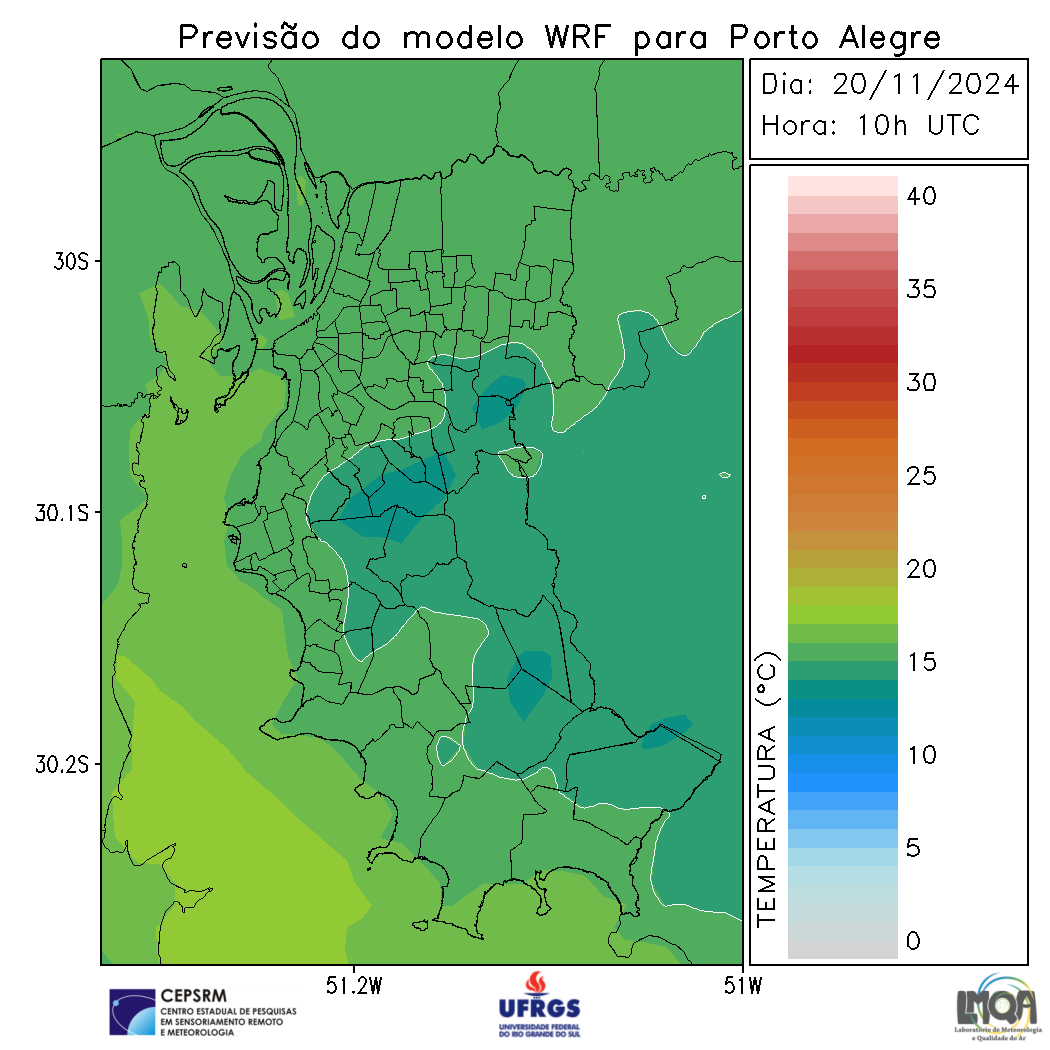 Previsão do modelo WRF para Porto Alegre
Dia: 20/11/2024
Hora: 10h UTC
40
35
30
25
20
15
10
5
0
TEMPERATURA (°C)
30S
30.1S
30.2S
51.2W
51W
CEPSRM
CENTRO ESTADUAL DE PESQUISAS
EM SENSORIAMENTO REMOTO
E METEOROLOGIA
UFRGS
UNIVERSIDADE FEDERAL
DO RIO GRANDE DO SUL
LMQA
Laboratório de Meteorologia
e Qualidade do Ar